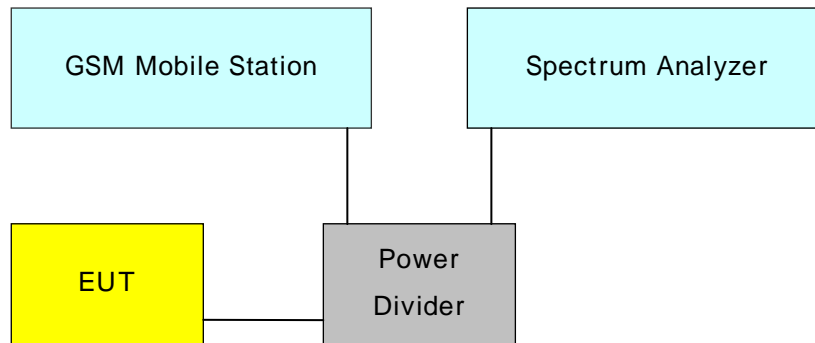 GSM Mobile Station
Spectrum Analyzer
EUT
Power
Divider